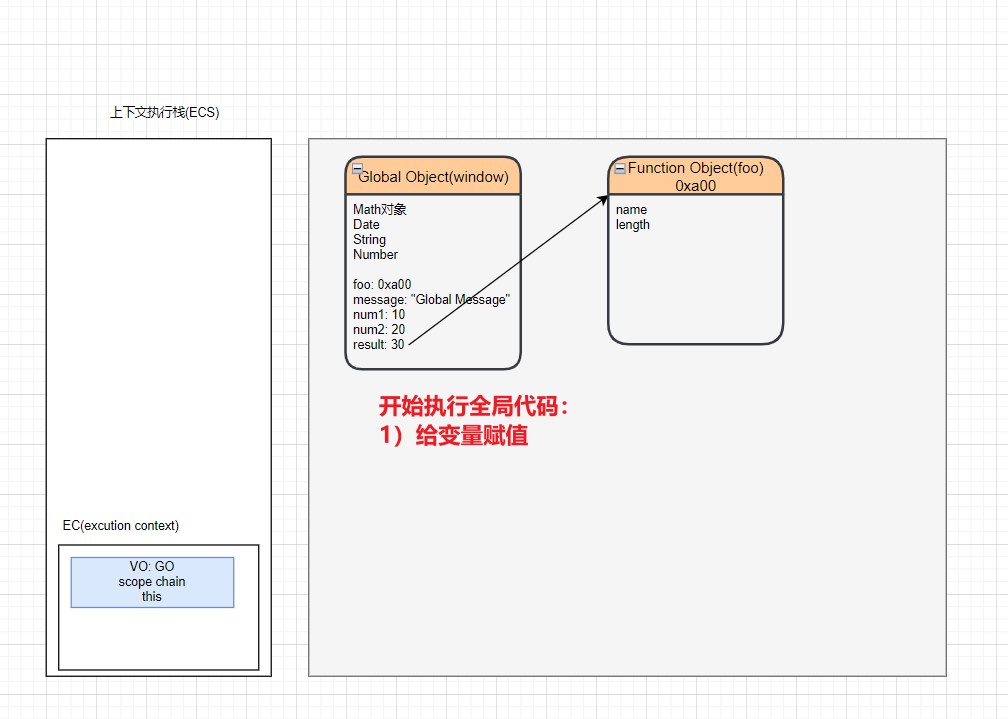 上下文执行栈(ECS)
Global Object(window)
Math对象
Date
String
Number
foo: 0xa00
message: "Global Message"
num1: 10
num2: 20
result: 30
Function Object(foo)
0xa00
name
length
开始执行全局代码：
1）给变量赋值
EC(excution context)
VO: GO
scope chain
this